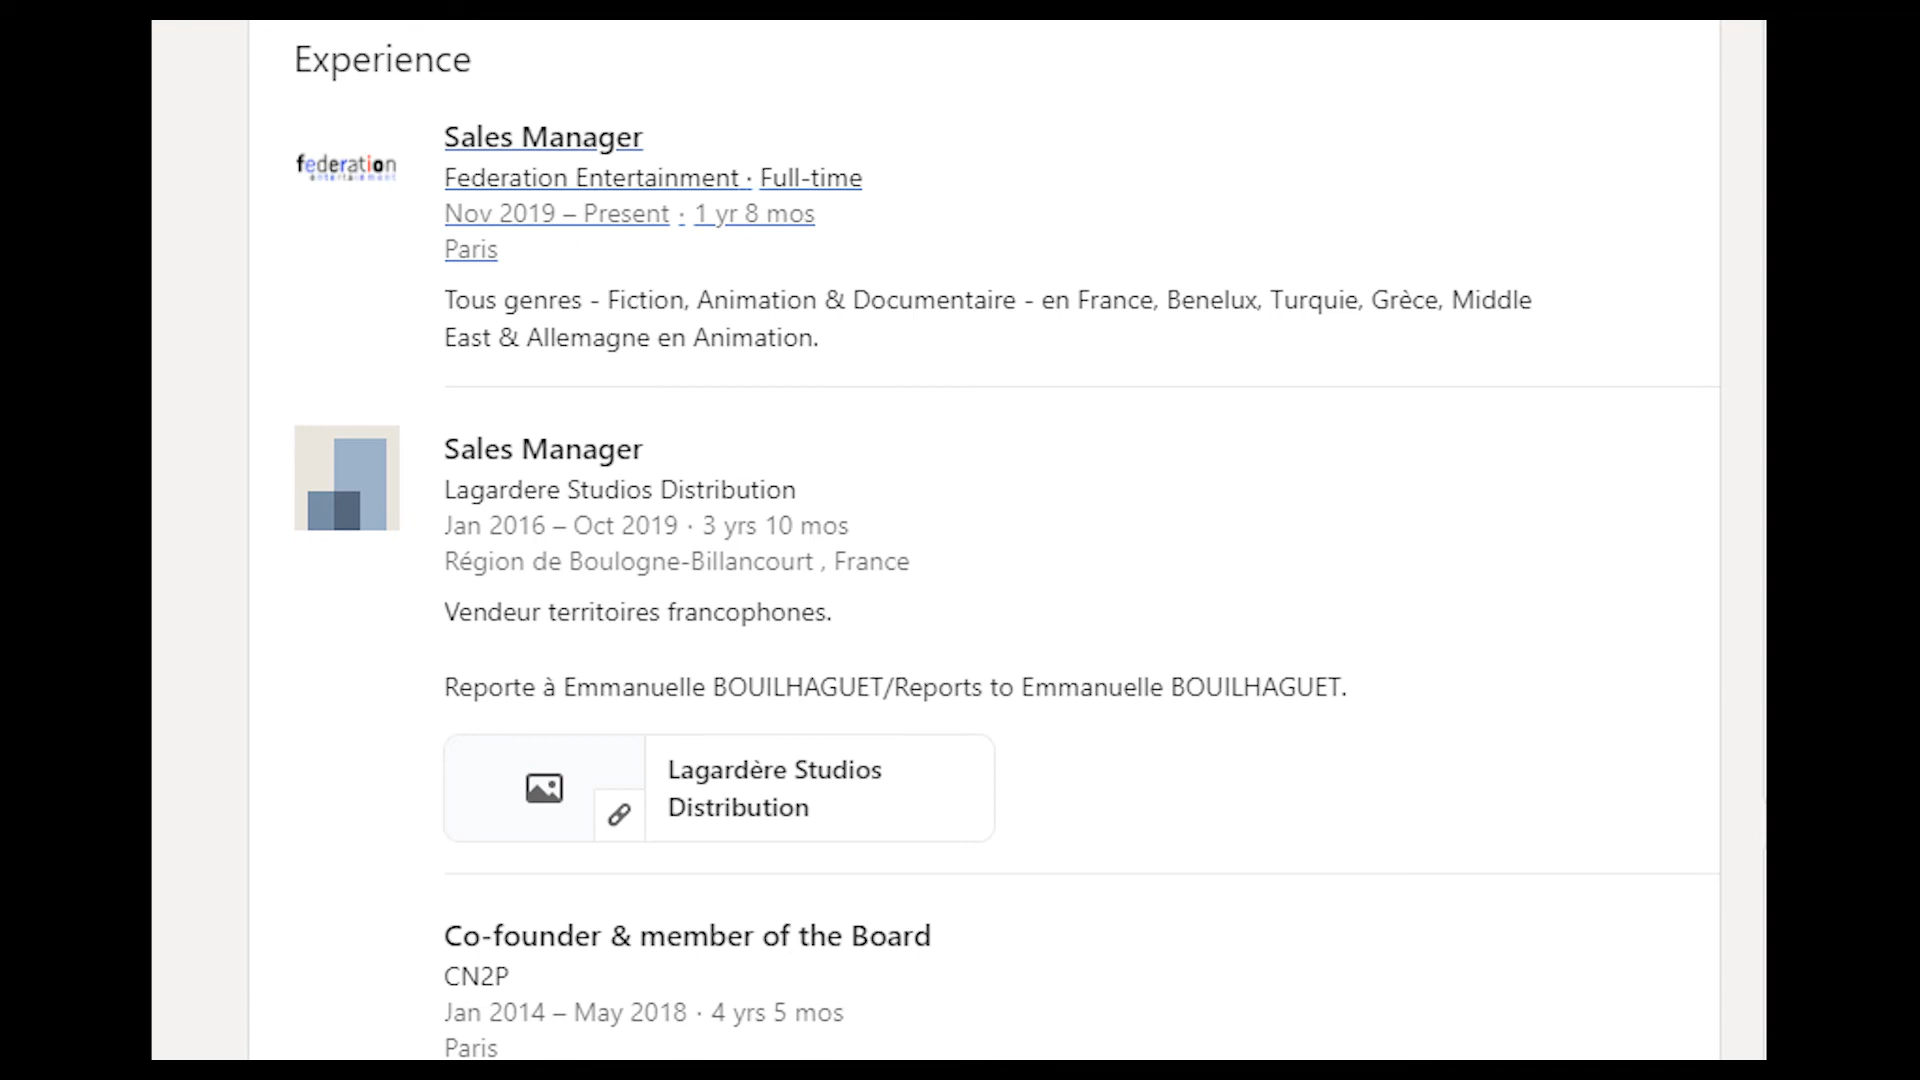 Experience
federation
entertainment
Sales Manager
Federation Entertainment · Full-time
Nov 2019 – Present · 1 yr 8 mos
Paris
Tous genres - Fiction, Animation & Documentaire - en France, Benelux, Turquie, Grèce, Middle
East & Allemagne en Animation.
Sales Manager
Lagardere Studios Distribution
Jan 2016 – Oct 2019 · 3 yrs 10 mos
Région de Boulogne-Billancourt , France
Vendeur territoires francophones.
Reporte à Emmanuelle BOUILHAGUET/Reports to Emmanuelle BOUILHAGUET.
Lagardère Studios
Distribution
Co-founder & member of the Board
CN2P
Jan 2014 – May 2018 · 4 yrs 5 mos
Paris